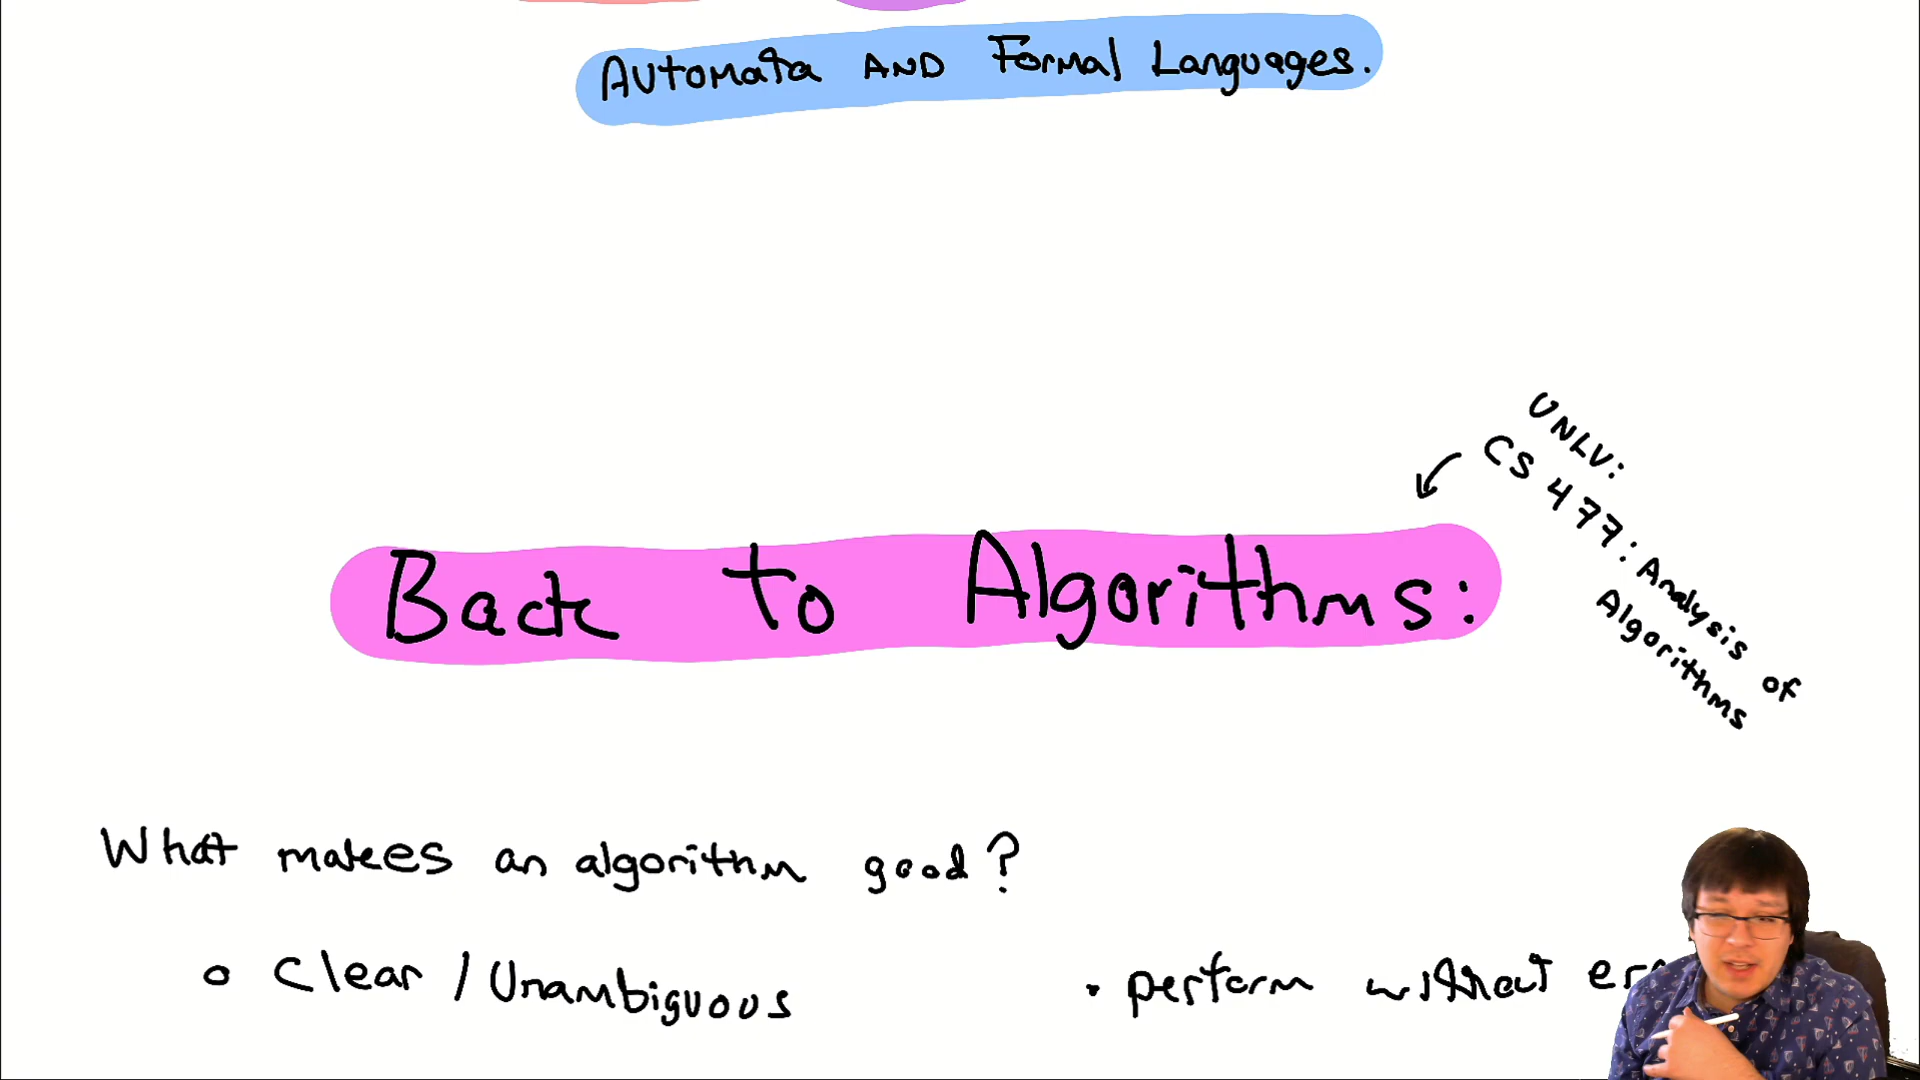 Automata AND Formal Languages.
UNLV:
CS 477: Analysis of
Algorithms
Back to Algorithms:
What makes an algorithm good?
o Clear / Unambiguous
• perform without